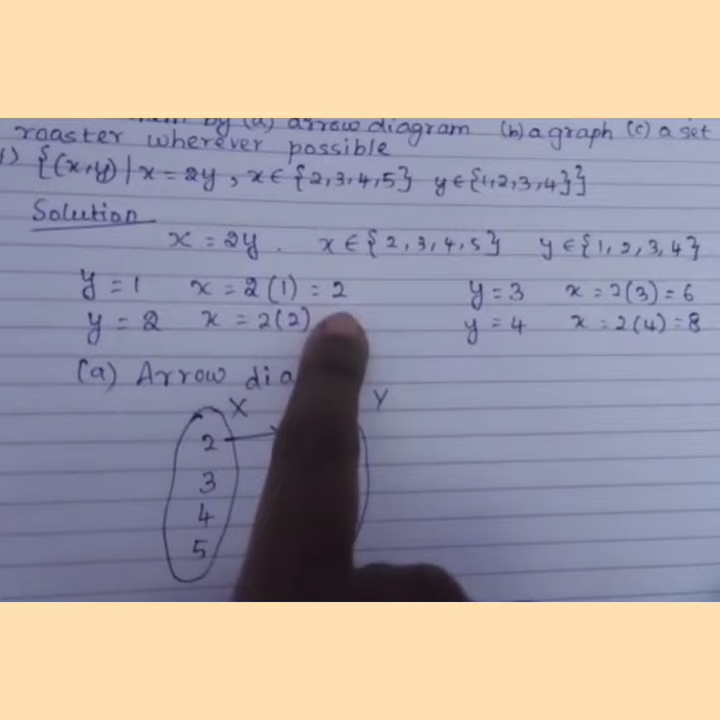 by (a) arrow diagram (b) a graph (c) a set
roaster wherever possible
1) {(x,y) | x = 2y, x ∈ {2,3,4,5} y ∈ {1,2,3,4}}
Solution
x = 2y. x ∈ {2, 3, 4, 5} y ∈ {1, 2, 3, 4}
y = 1 x = 2(1) = 2 y = 3 x = 2(3) = 6
y = 2 x = 2(2) y = 4 x = 2(4) = 8
(a) Arrow dia
X Y
2
3
4
5